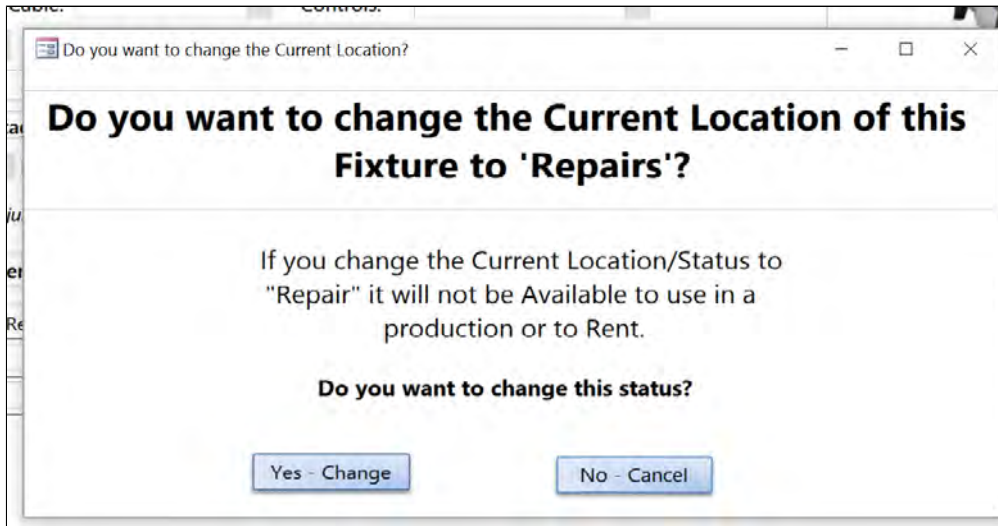 Cable:
Controls:
Do you want to change the Current Location?
Do you want to change the Current Location of this
Fixture to 'Repairs'?
If you change the Current Location/Status to
"Repair" it will not be Available to use in a
production or to Rent.
Do you want to change this status?
Yes - Change
No - Cancel